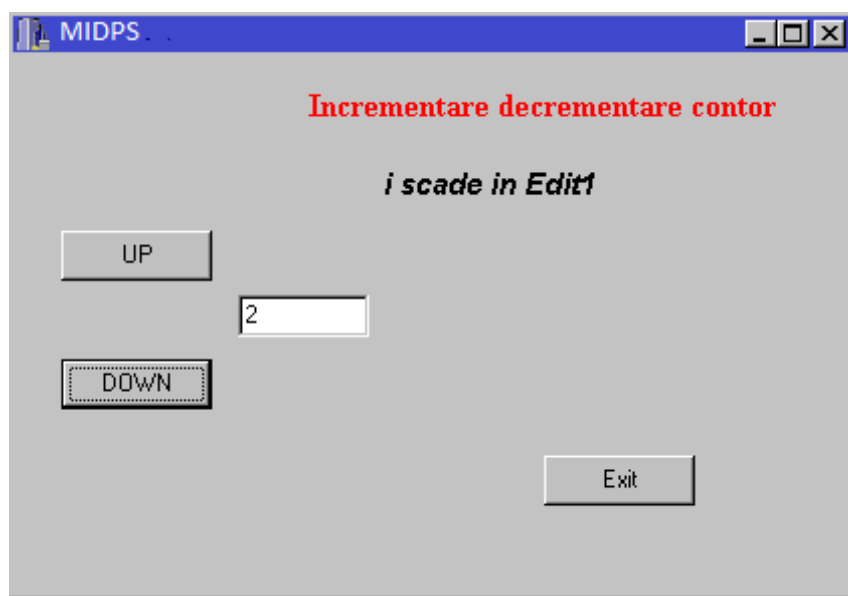 MIDPS . .
Incrementare decrementare contor
i scade in Edit1
UP
2
DOWN
Exit